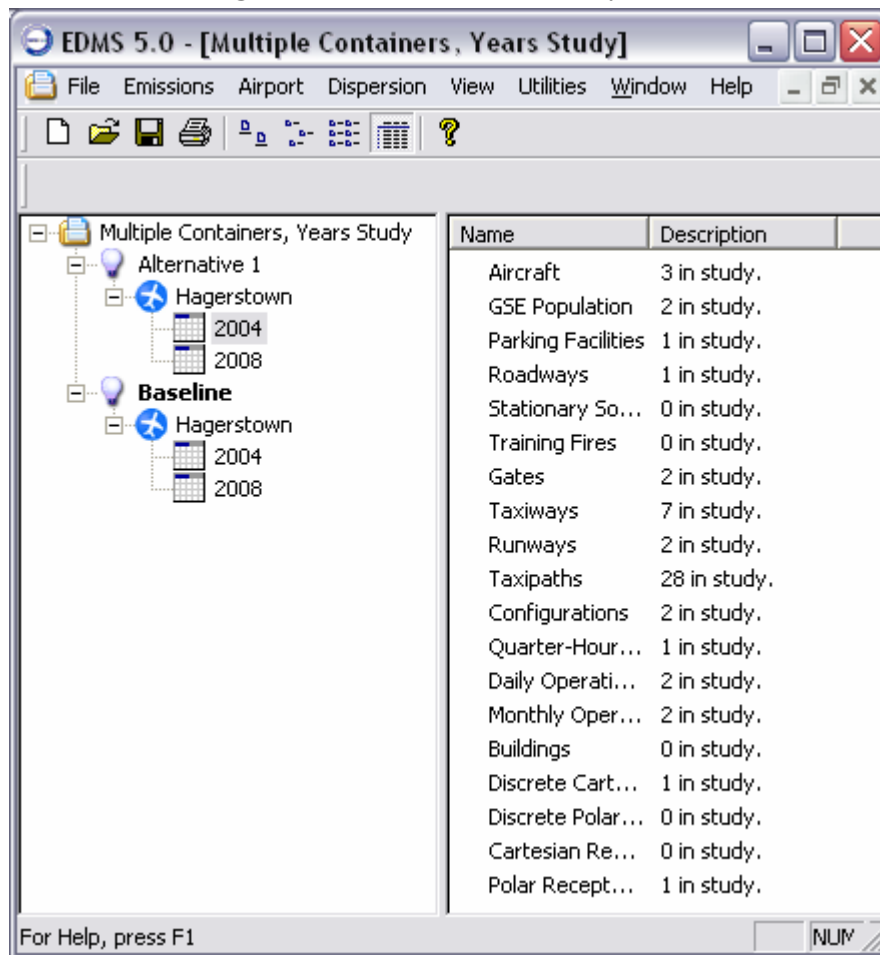 EDMS 5.0 - [Multiple Containers, Years Study]
File Emissions Airport Dispersion View Utilities Window Help
Multiple Containers, Years Study
Alternative 1
Hagerstown
2004
2008
Baseline
Hagerstown
2004
2008
Name Description
Aircraft 3 in study.
GSE Population 2 in study.
Parking Facilities 1 in study.
Roadways 1 in study.
Stationary So... 0 in study.
Training Fires 0 in study.
Gates 2 in study.
Taxiways 7 in study.
Runways 2 in study.
Taxipaths 28 in study.
Configurations 2 in study.
Quarter-Hour... 1 in study.
Daily Operati... 2 in study.
Monthly Oper... 2 in study.
Buildings 0 in study.
Discrete Cart... 1 in study.
Discrete Polar... 0 in study.
Cartesian Re... 0 in study.
Polar Recept... 1 in study.
For Help, press F1 NUM